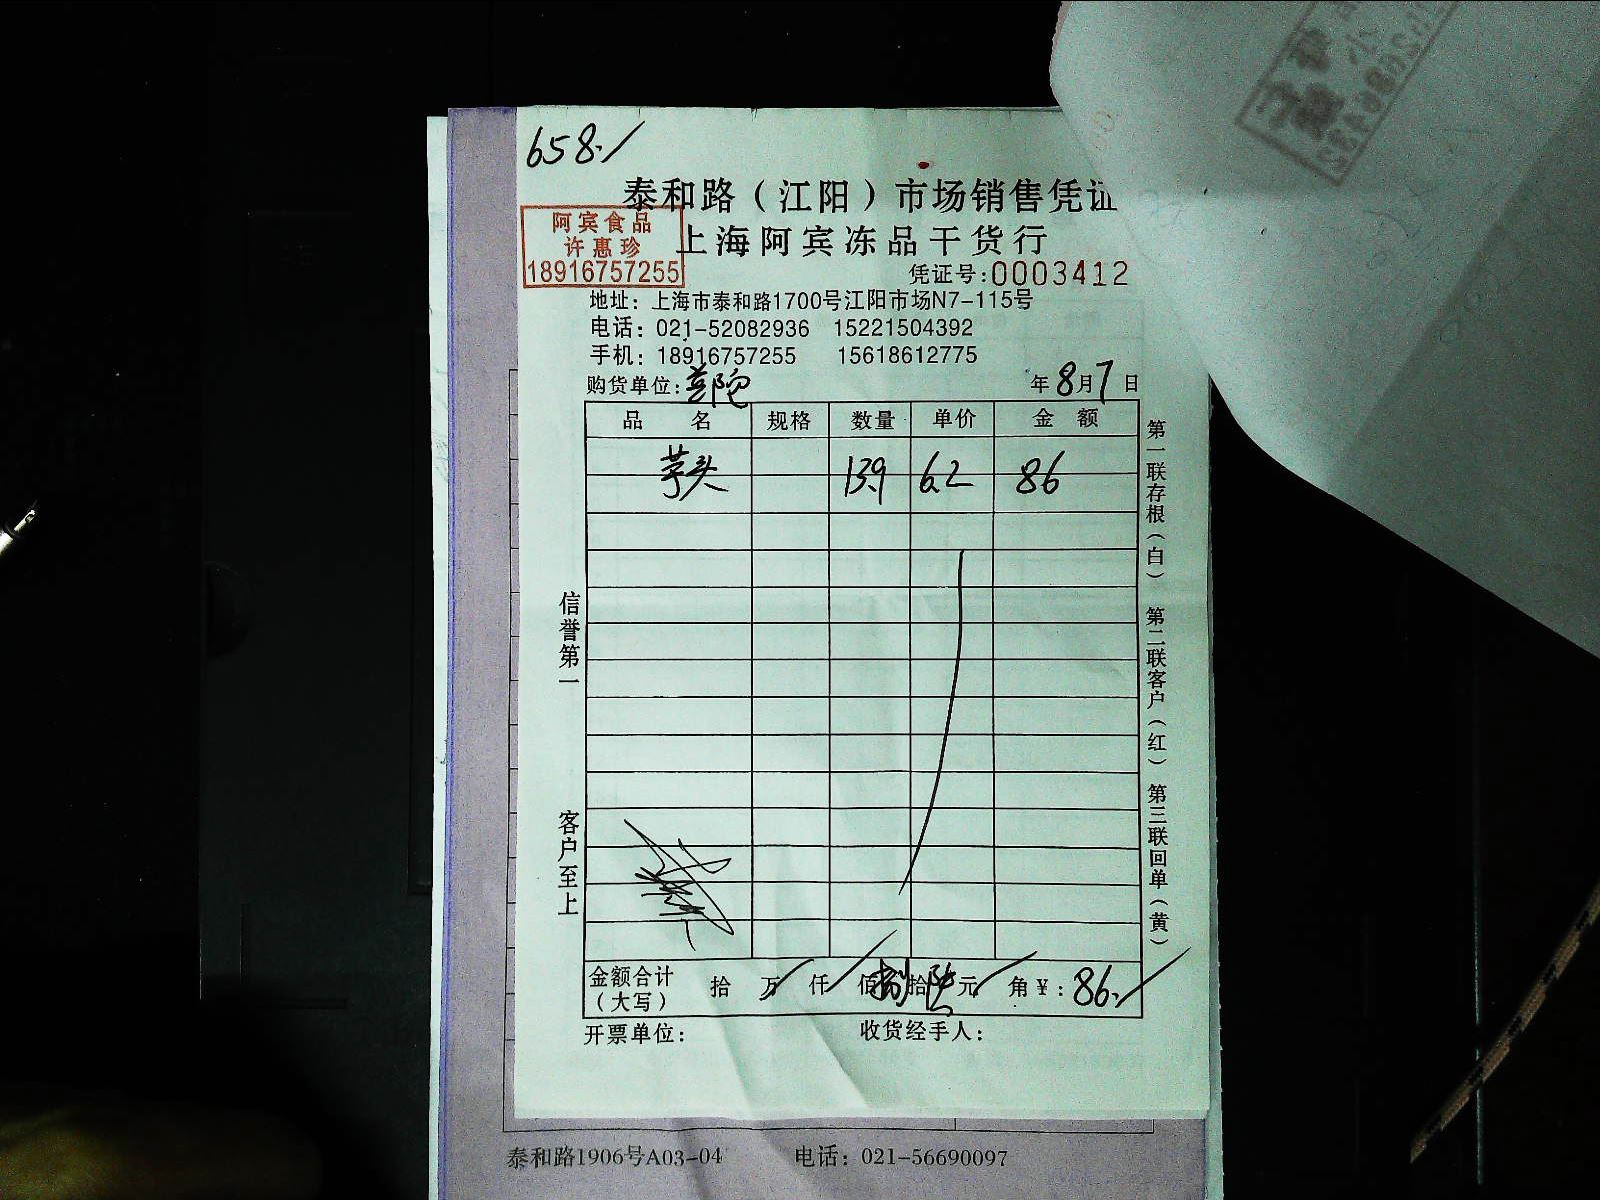 658.
泰和路（江阳）市场销售凭证
阿宾食品
许惠珍
18916757255
上海阿宾冻品干货行
凭证号:0003412
地址：上海市泰和路1700号江阳市场N7-115号
电话：021-52082936 15221504392
手机：18916757255 15618612775
购货单位: 年8月7日
品名 规格 数量 单价 金额
芋头 13.9 6.2 86
信誉第一
客户至上
第一联存根（白） 第二联客户（红） 第三联回单（黄）
金额合计（大写） 拾 万 仟 佰 捌 拾 陆 元 角 ￥: 86.
开票单位: 收货经手人:
泰和路1906号A03-04 电话：021-56690097